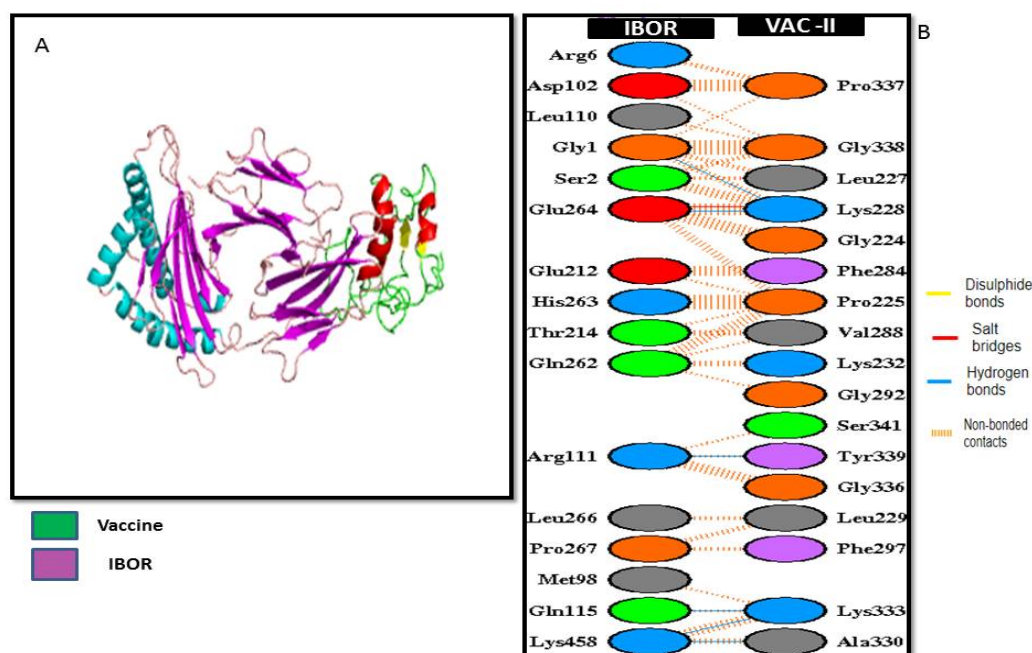 A
Vaccine
IBOR
IBOR VAC -II B
Arg6
Asp102 Pro337
Leu110
Gly1 Gly338
Ser2 Leu227
Glu264 Lys228
Gly224
Glu212 Phe284
His263 Pro225
Thr214 Val288
Gln262 Lys232
Gly292
Ser341
Arg111 Tyr339
Gly336
Leu266 Leu229
Pro267 Phe297
Met98
Gln115 Lys333
Lys458 Ala330
Disulphide
bonds
Salt
bridges
Hydrogen
bonds
Non-bonded
contacts